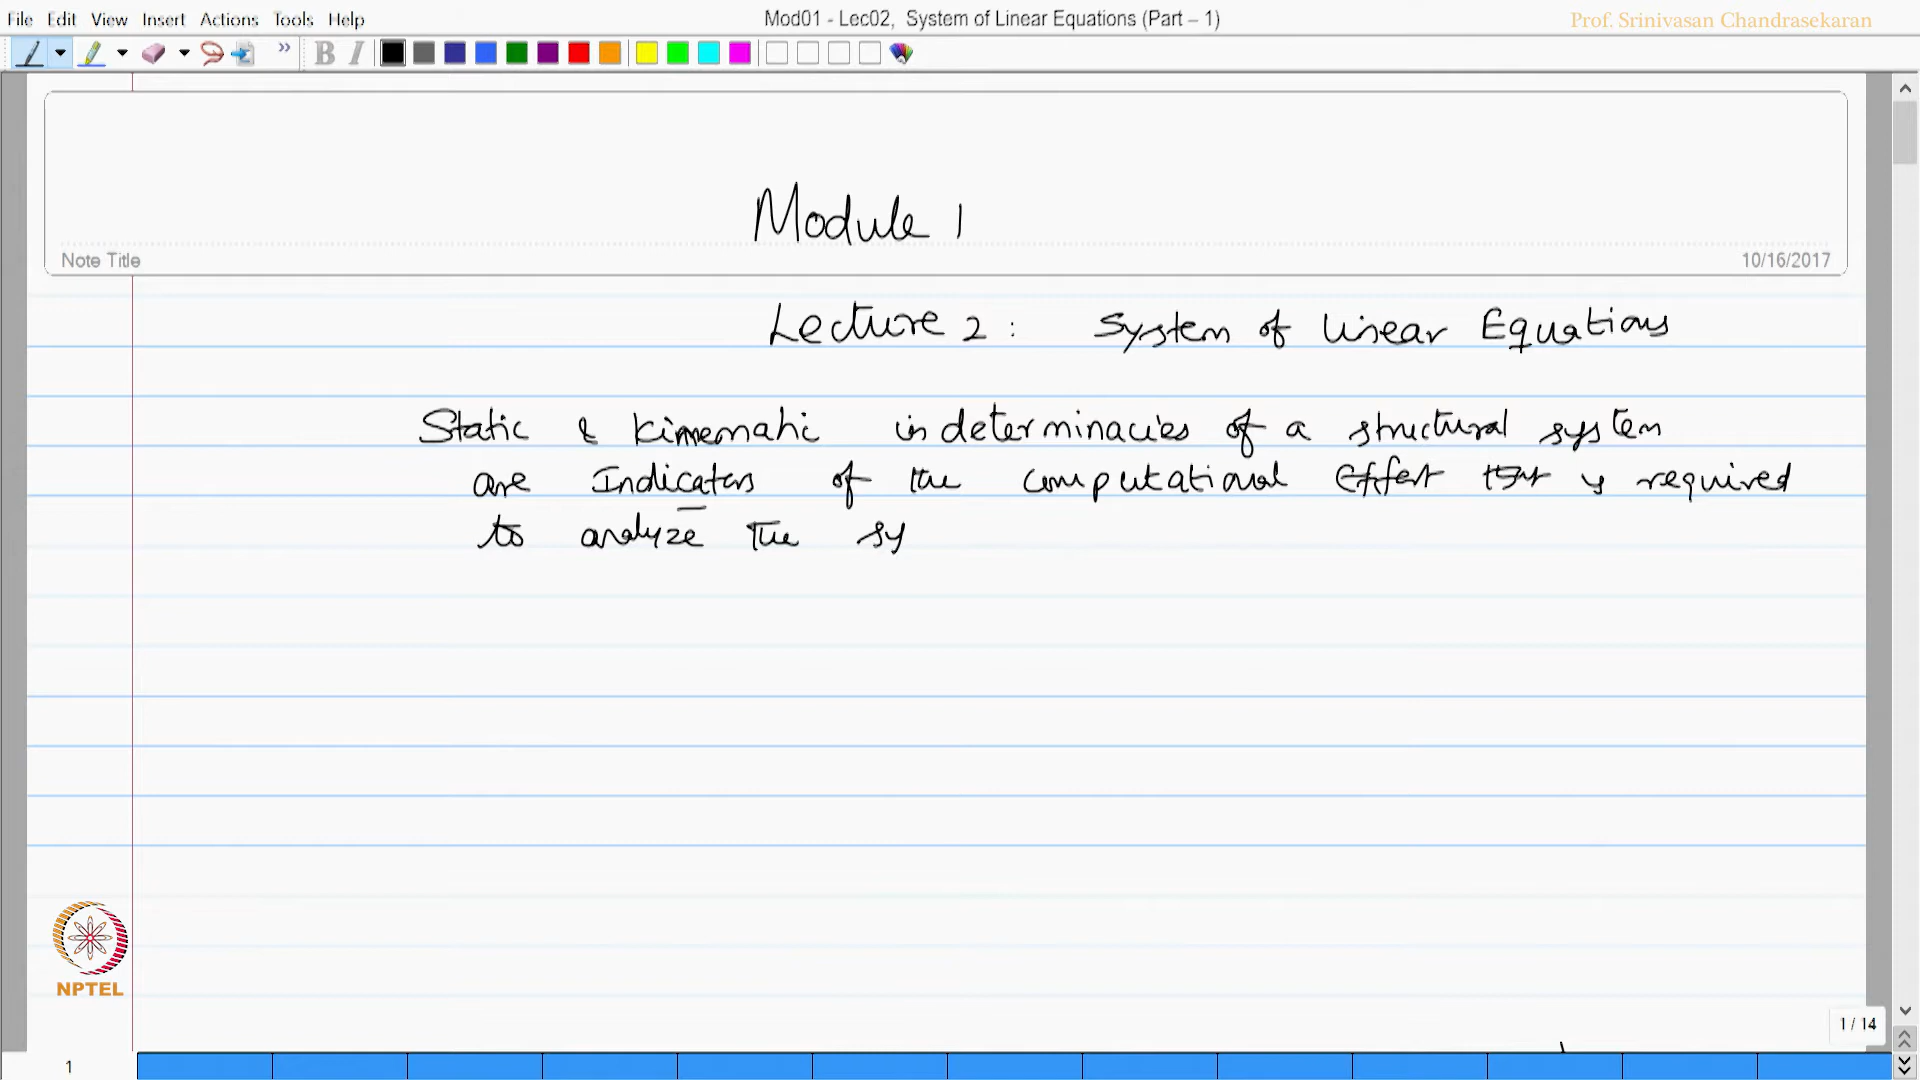 File Edit View Insert Actions Tools Help
Mod01 - Lec02, System of Linear Equations (Part – 1)
Prof. Srinivasan Chandrasekaran
» B I
Module 1
Note Title
10/16/2017
Lecture 2 : System of linear Equations
Static & kinematic indeterminacies of a structural system
are Indicators of the computational Effort that is required
to analyze the sy
NPTEL
1 / 14
1